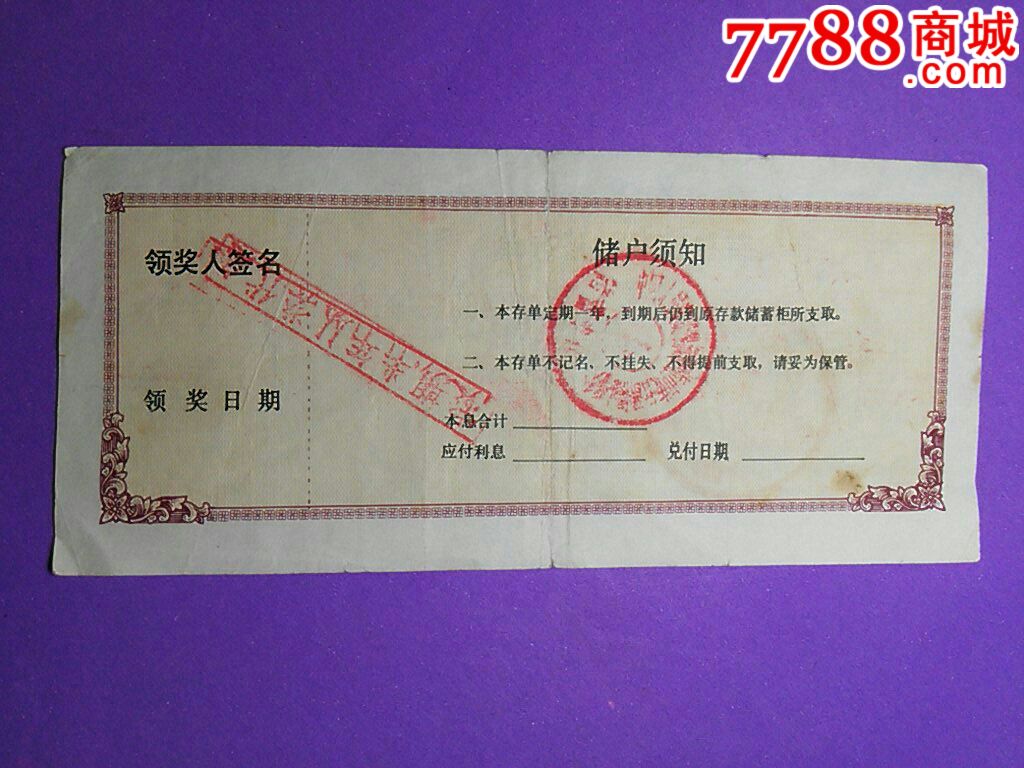 7788商城
.com
领奖人签名
领奖日期
储户须知
一、本存单定期一年，到期后仍到原存款储蓄柜所支取。
二、本存单不记名、不挂失、不得提前支取，请妥为保管。
本息合计
应付利息
兑付日期